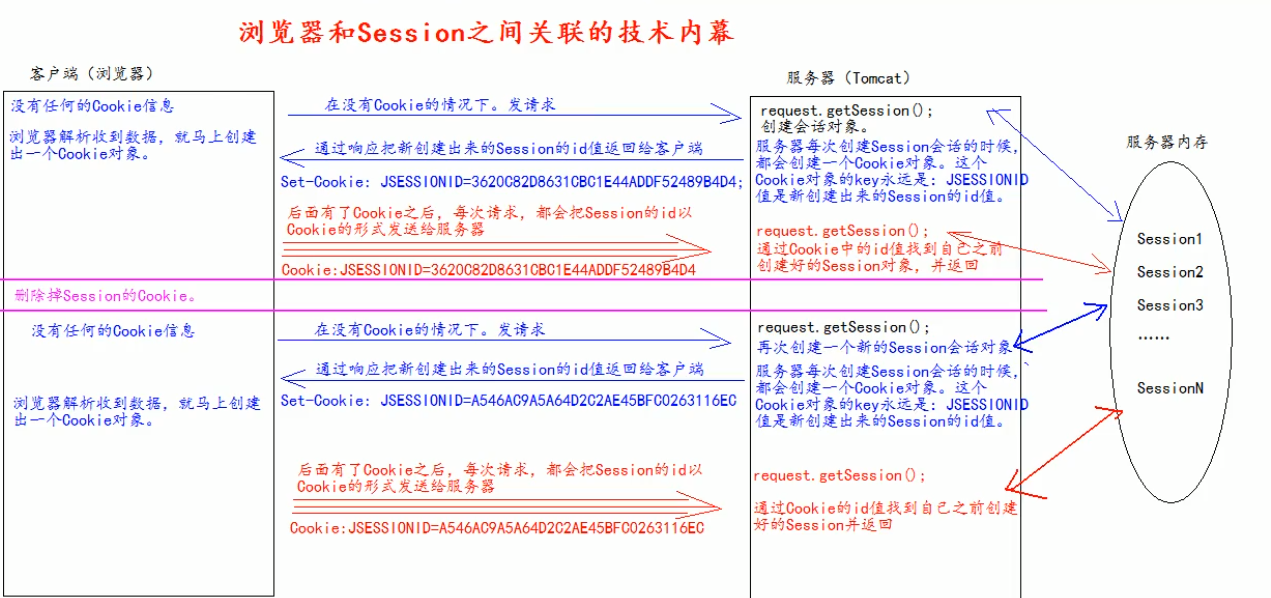 浏览器和Session之间关联的技术内幕
客户端（浏览器）
服务器（Tomcat）
没有任何的Cookie信息
浏览器解析收到数据，就马上创建
出一个Cookie对象。
在没有Cookie的情况下。发请求
通过响应把新创建出来的Session的id值返回给客户端
Set-Cookie: JSESSIONID=3620C82D8631CBC1E44ADDF52489B4D4;
后面有了Cookie之后，每次请求，都会把Session的id以
Cookie的形式发送给服务器
Cookie:JSESSIONID=3620C82D8631CBC1E44ADDF52489B4D4
request.getSession();
创建会话对象。
服务器每次创建Session会话的时候，
都会创建一个Cookie对象。这个
Cookie对象的key永远是：JSESSIONID
值是新创建出来的Session的id值。
request.getSession();
通过Cookie中的id值找到自己之前
创建好的Session对象，并返回
服务器内存
Session1
Session2
Session3
......
SessionN
删除掉Session的Cookie。
没有任何的Cookie信息
浏览器解析收到数据，就马上创建
出一个Cookie对象。
在没有Cookie的情况下。发请求
通过响应把新创建出来的Session的id值返回给客户端
Set-Cookie: JSESSIONID=A546AC9A5A64D2C2AE45BFC0263116EC
后面有了Cookie之后，每次请求，都会把Session的id以
Cookie的形式发送给服务器
Cookie:JSESSIONID=A546AC9A5A64D2C2AE45BFC0263116EC
request.getSession();
再次创建一个新的Session会话对象
服务器每次创建Session会话的时候，
都会创建一个Cookie对象。这个
Cookie对象的key永远是：JSESSIONID
值是新创建出来的Session的id值。
request.getSession();
通过Cookie的id值找到自己之前创建
好的Session并返回